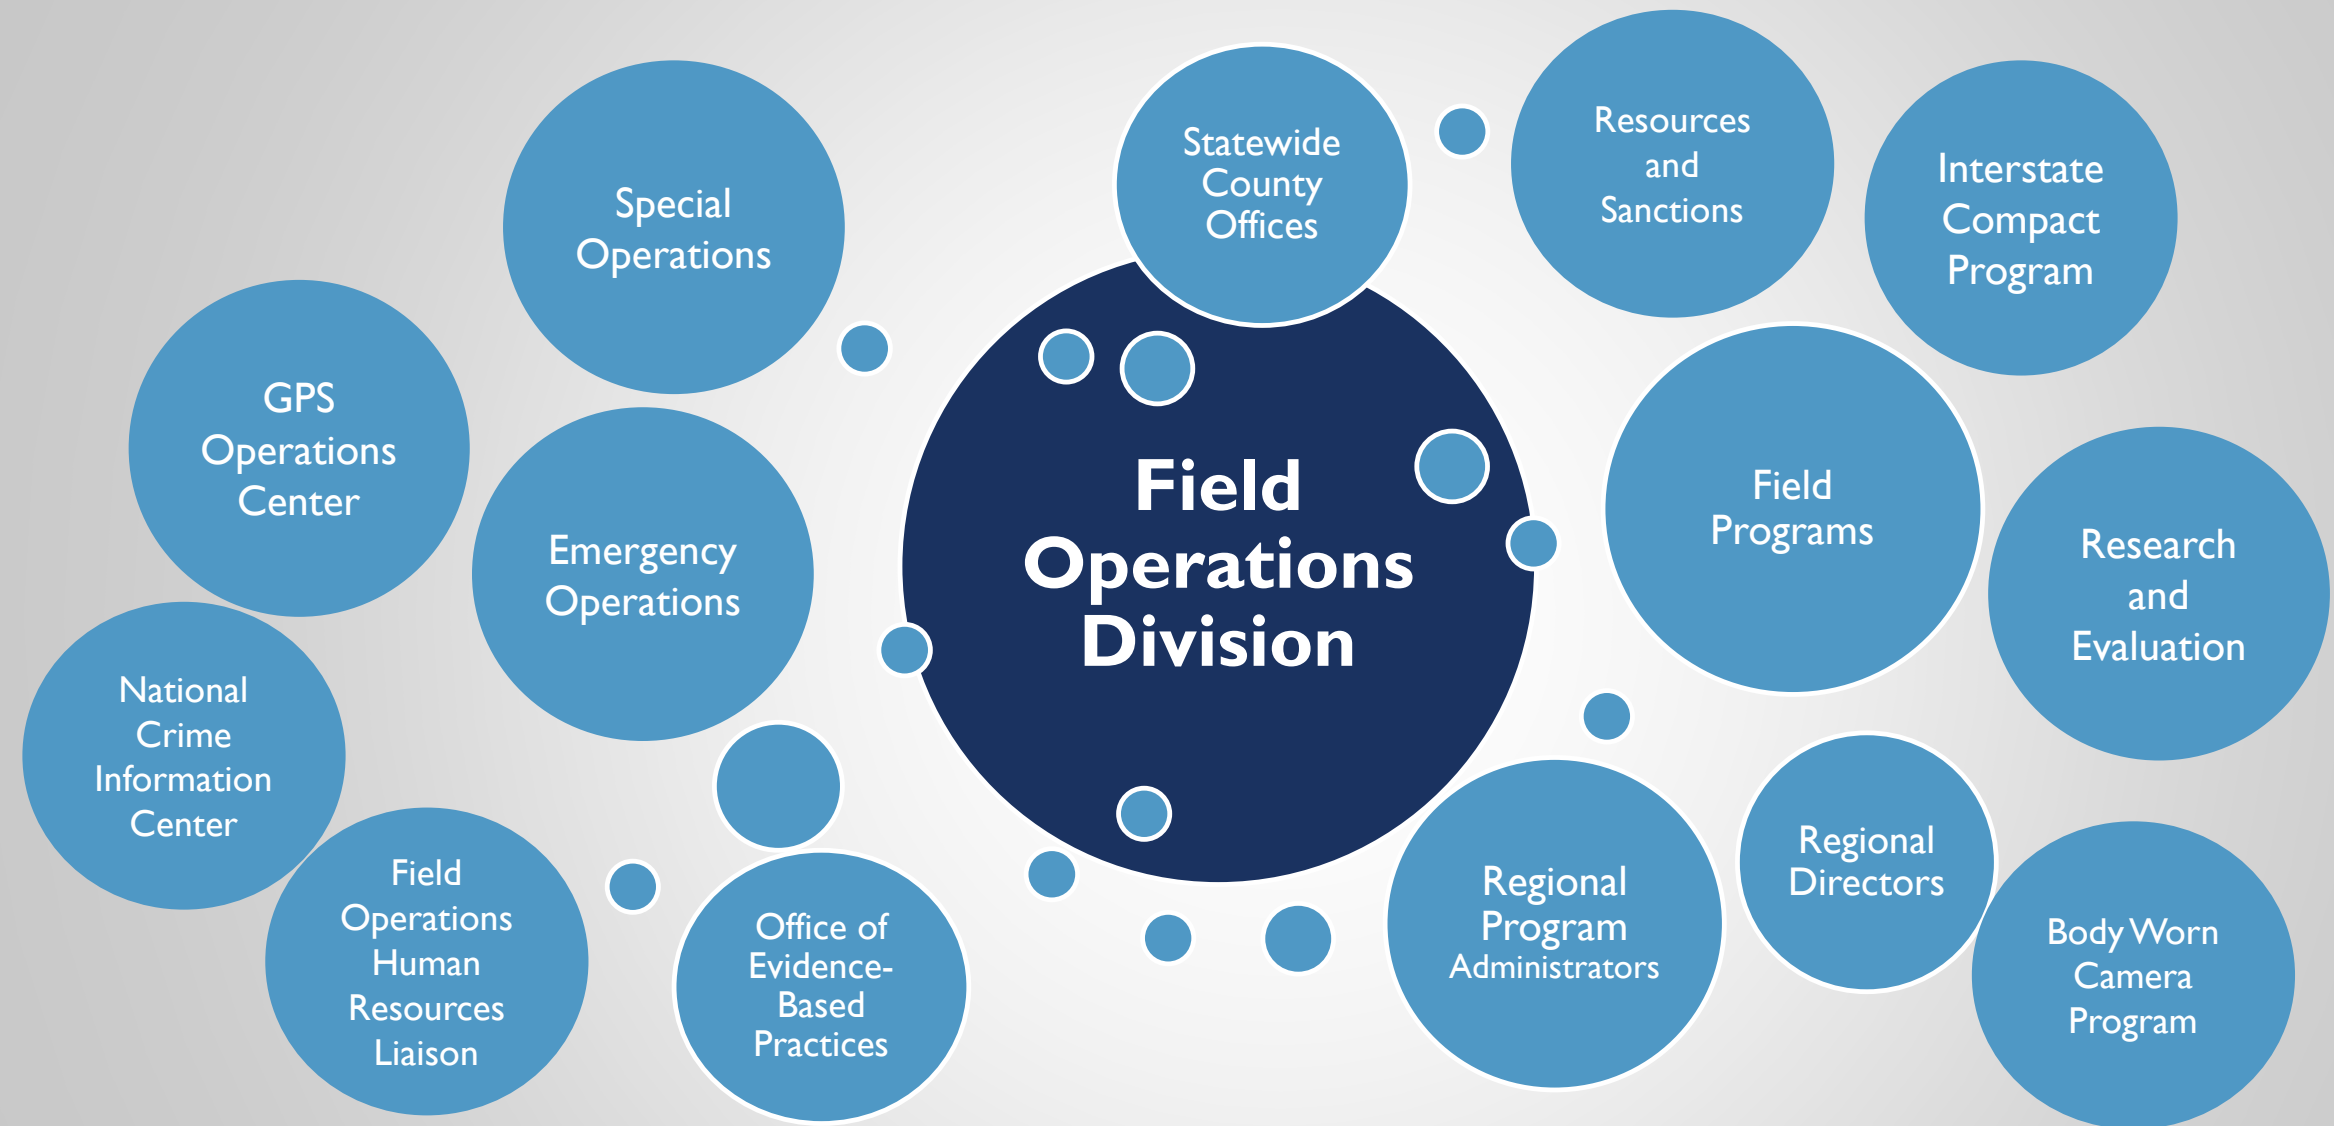 Special
Operations
Statewide
County
Offices
Resources
and
Sanctions
Interstate
Compact
Program
GPS
Operations
Center
Emergency
Operations
Field
Operations
Division
Field
Programs
Research
and
Evaluation
National
Crime
Information
Center
Field
Operations
Human
Resources
Liaison
Office of
Evidence-
Based
Practices
Regional
Program
Administrators
Regional
Directors
Body Worn
Camera
Program